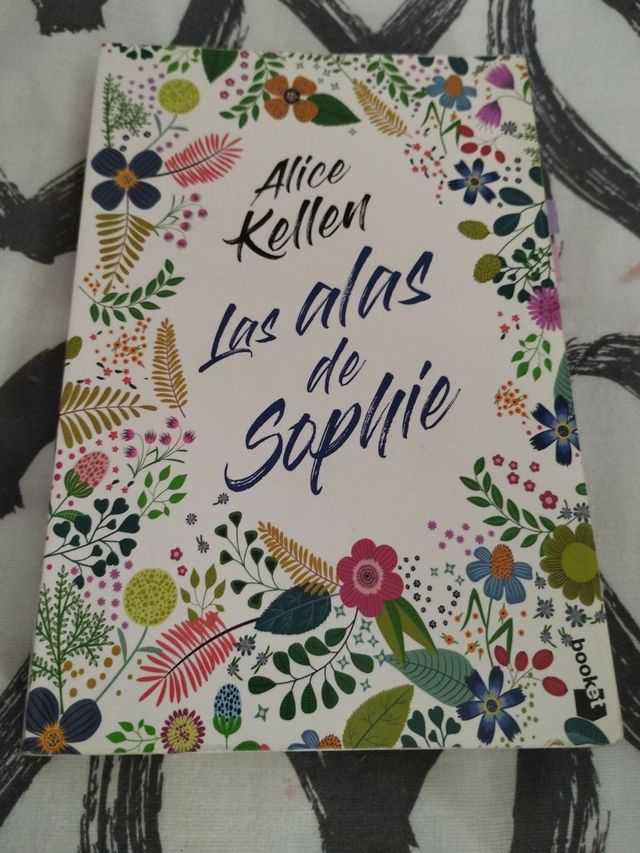 Alice
Kellen
Las alas
de
Sophie
booket